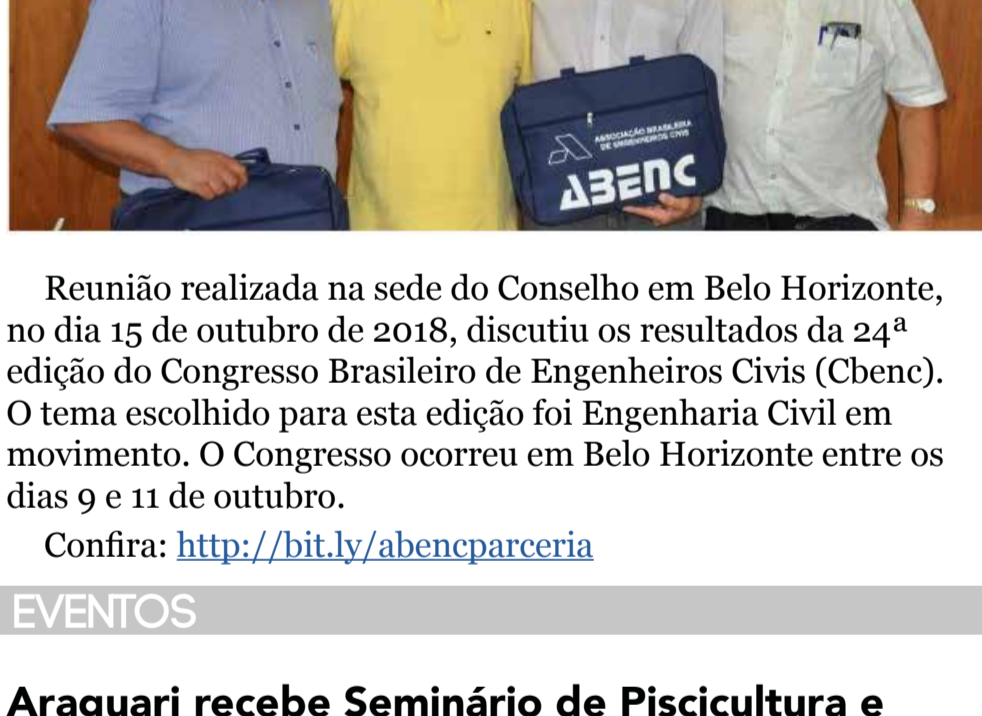 ASSOCIAÇÃO BRASILEIRA
DE ENGENHEIROS CIVIS
ABENC
Reunião realizada na sede do Conselho em Belo Horizonte,
no dia 15 de outubro de 2018, discutiu os resultados da 24ª
edição do Congresso Brasileiro de Engenheiros Civis (Cbenc).
O tema escolhido para esta edição foi Engenharia Civil em
movimento. O Congresso ocorreu em Belo Horizonte entre os
dias 9 e 11 de outubro.
Confira: http://bit.ly/abencparceria
EVENTOS
Araguari recebe Seminário de Piscicultura e